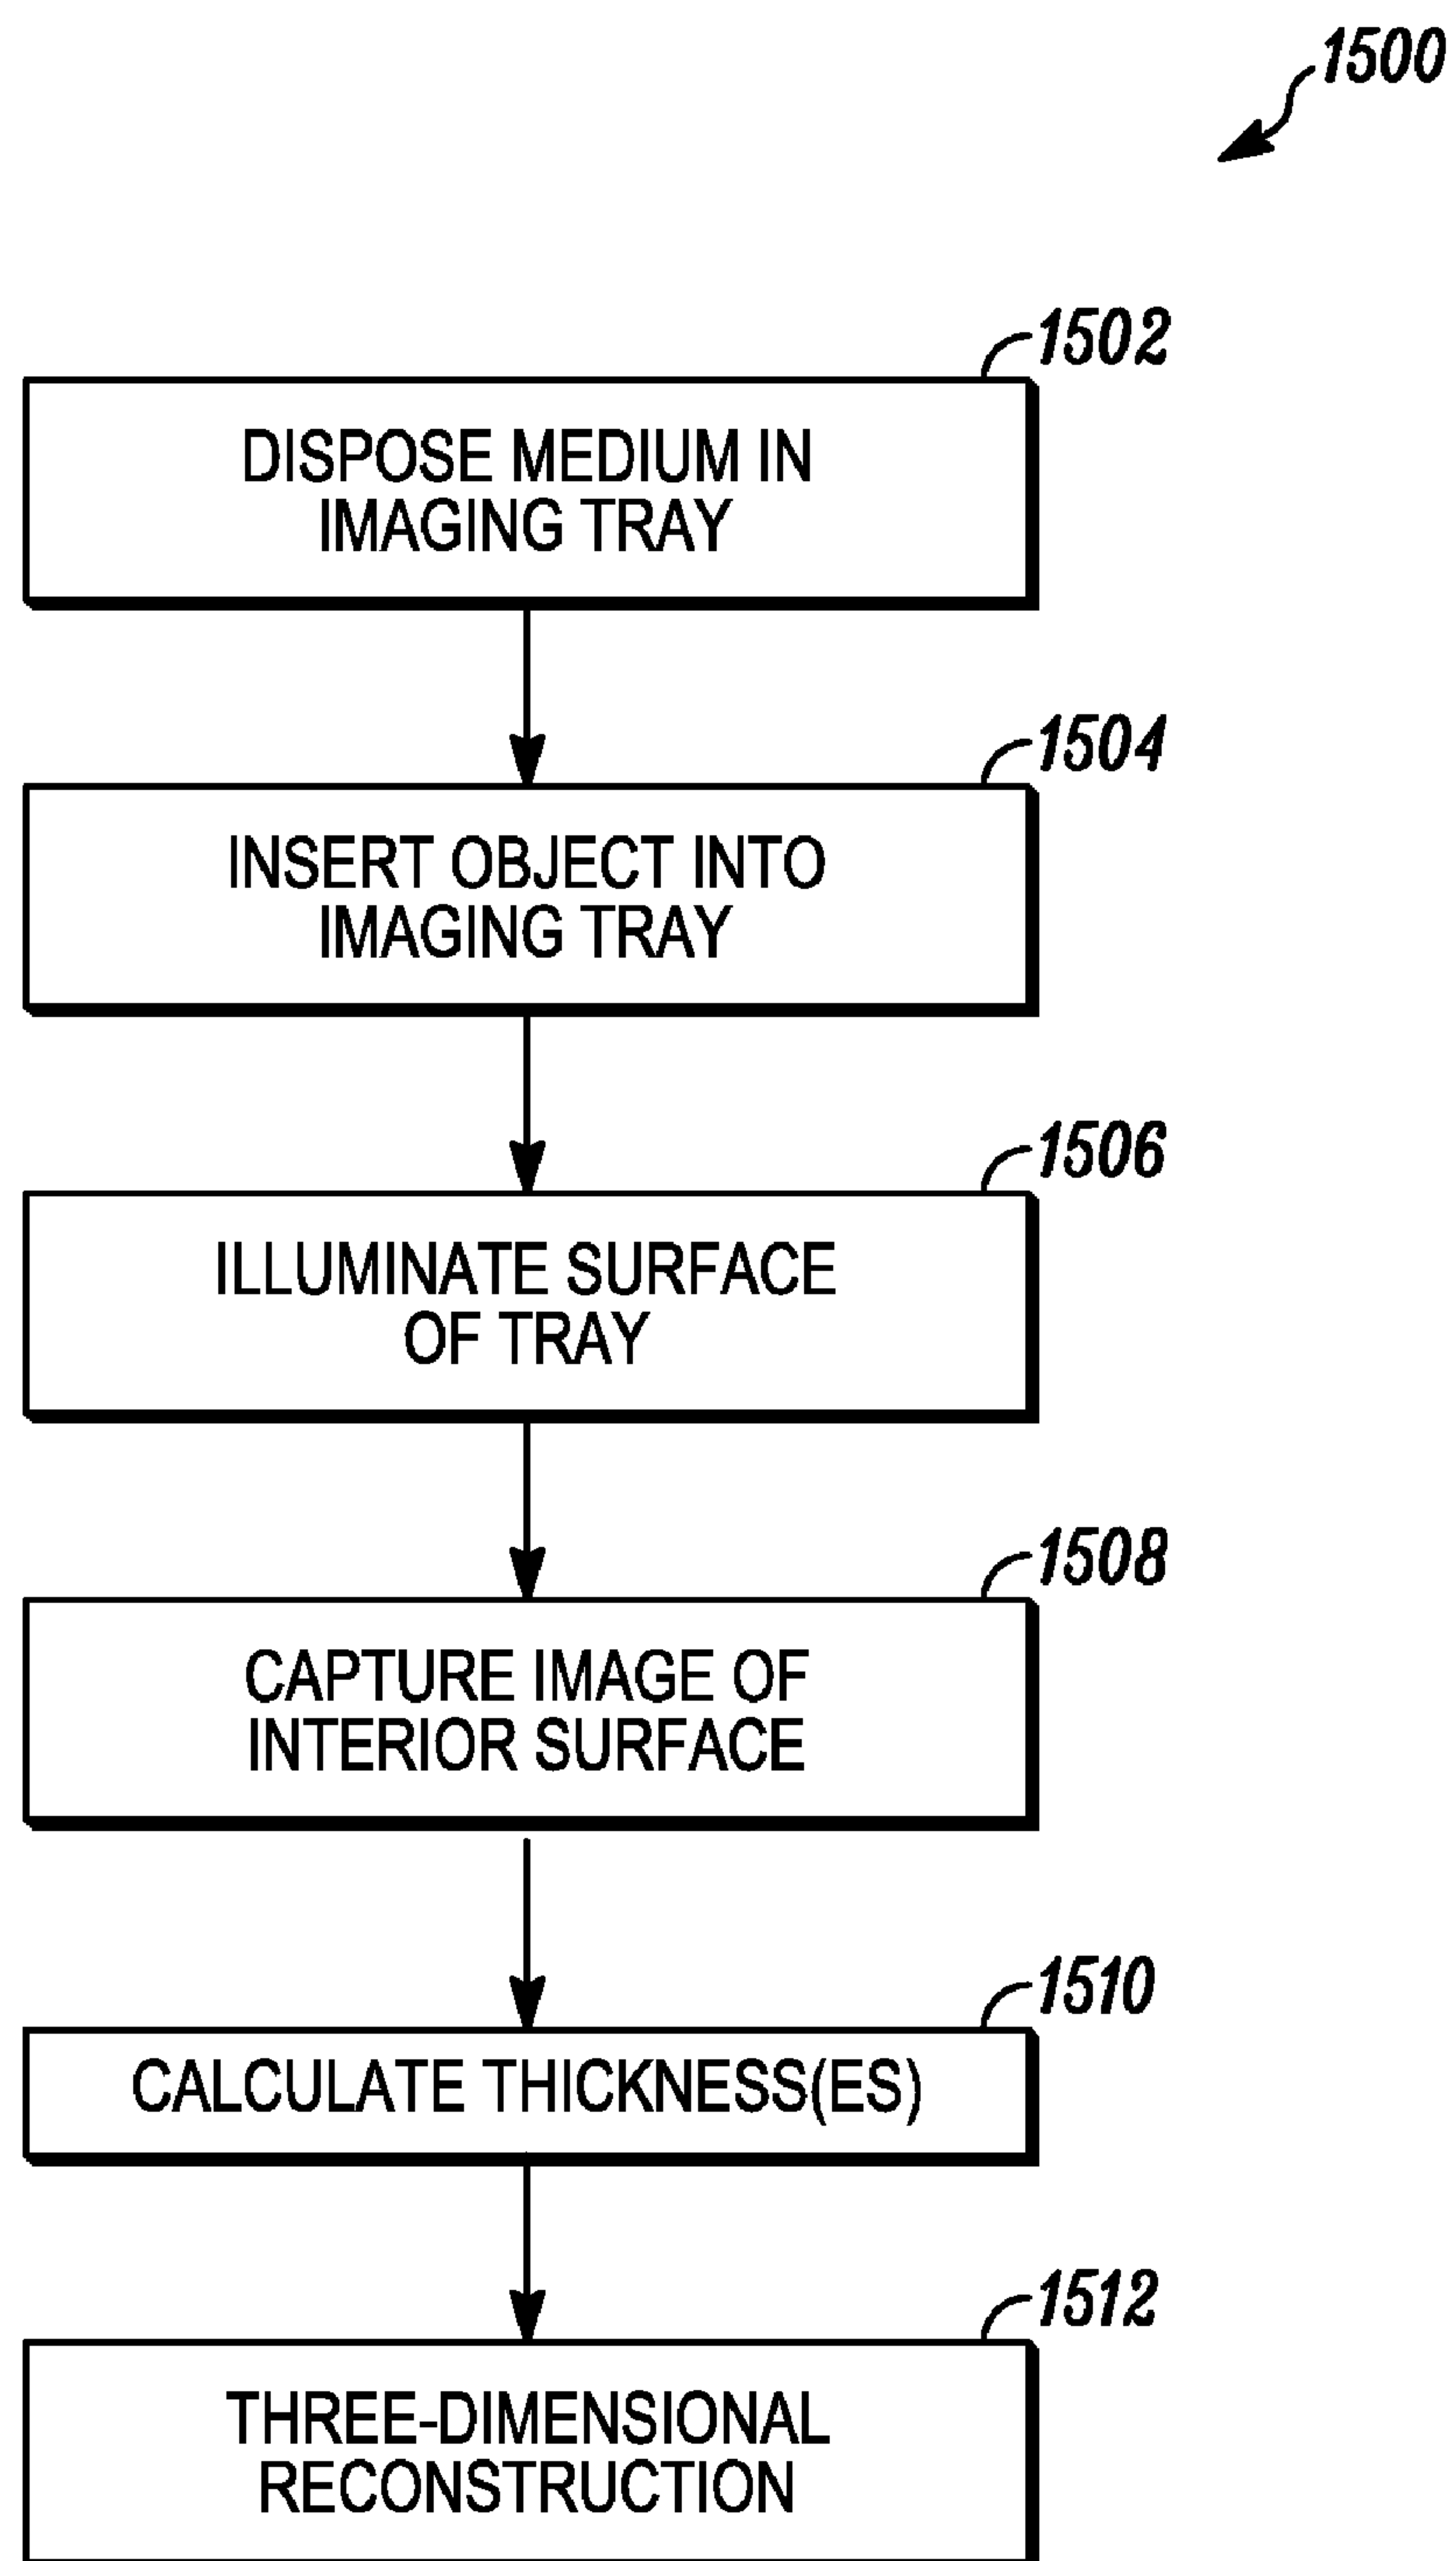 1500
1502
DISPOSE MEDIUM IN
IMAGING TRAY
1504
INSERT OBJECT INTO
IMAGING TRAY
1506
ILLUMINATE SURFACE
OF TRAY
1508
CAPTURE IMAGE OF
INTERIOR SURFACE
1510
CALCULATE THICKNESS(ES)
1512
THREE-DIMENSIONAL
RECONSTRUCTION